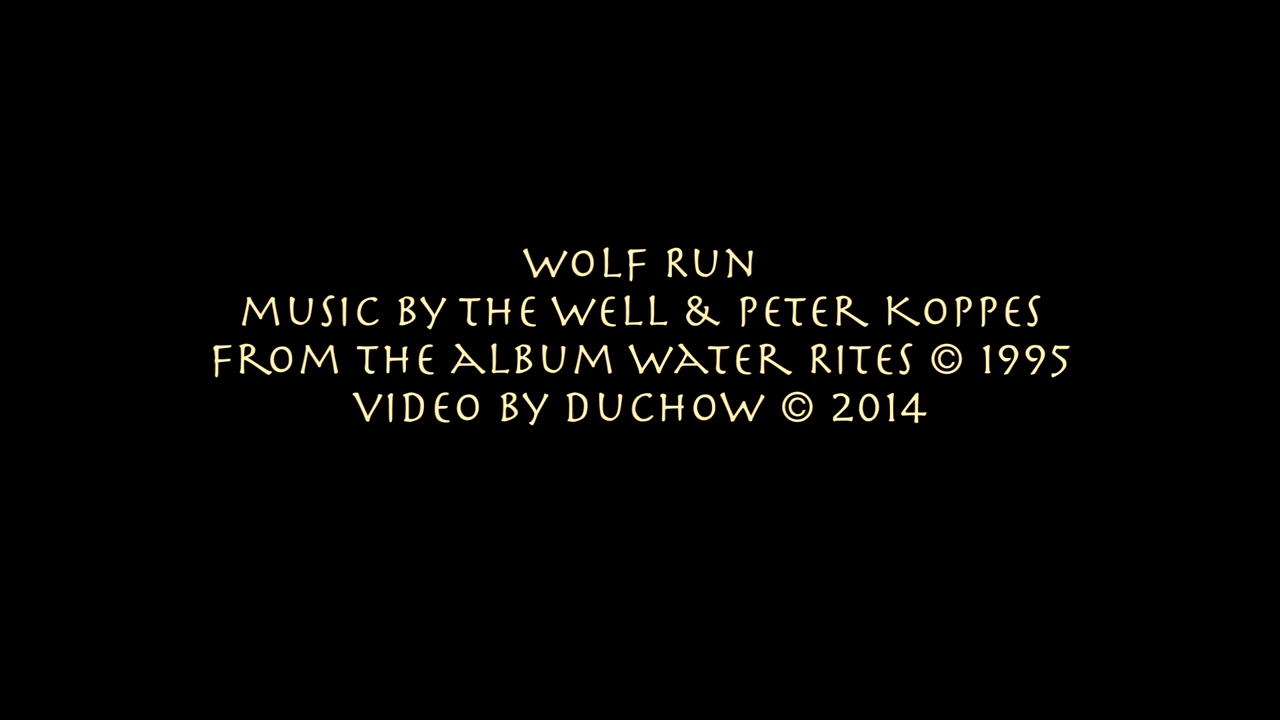 WOLF RUN
MUSIC BY THE WELL & PETER KOPPES
FROM THE ALBUM WATER RITES © 1995
VIDEO BY DUCHOW © 2014